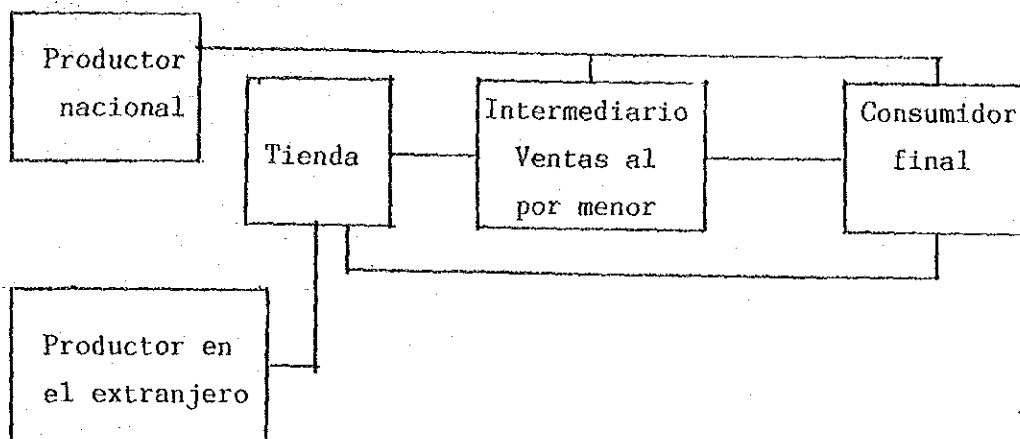 Productor
nacional
Tienda
Intermediario
Ventas al
por menor
Consumidor
final
Productor en
el extranjero